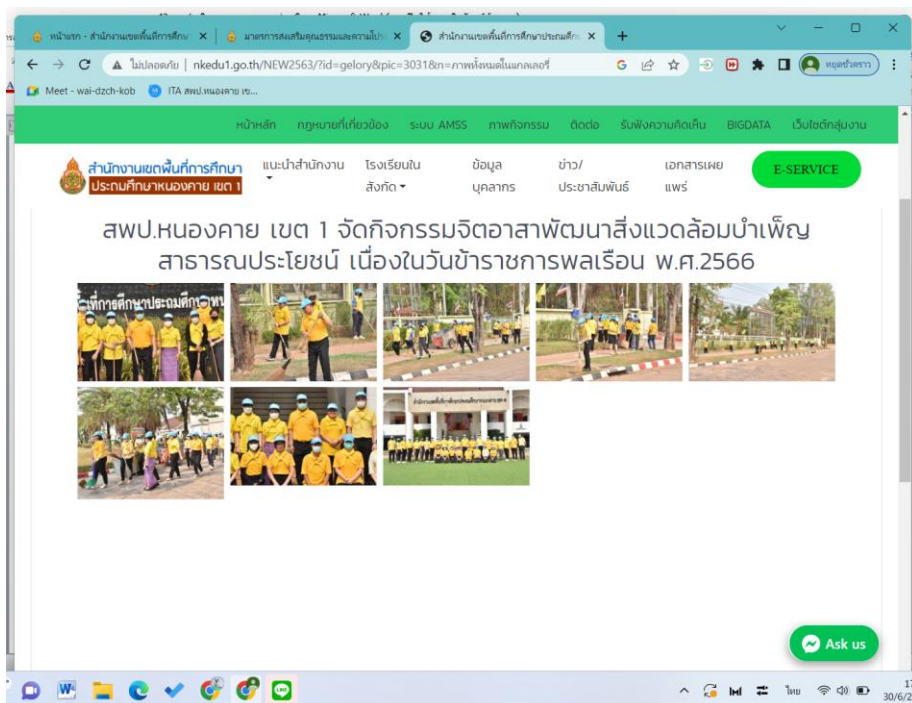 หน้าแรก - สำนักงานเขตพื้นที่การศึกษ
มาตรการส่งเสริมคุณธรรมและความโปร่
สำนักงานเขตพื้นที่การศึกษาประถมศึก
ไม่ปลอดภัย | nkedu1.go.th/NEW2563/?id=gelory&pic=3031&n=ภาพทั้งหมดในแกลเลอรี่
หยุดชั่วคราว
Meet - wai-dzch-kob
ITA สพป.หนองคาย เข...
หน้าหลัก กฎหมายที่เกี่ยวข้อง ระบบ AMSS ภาพกิจกรรม ติดต่อ รับฟังความคิดเห็น BIGDATA เว็บไซต์กลุ่มงาน
สำนักงานเขตพื้นที่การศึกษา
ประถมศึกษาหนองคาย เขต 1
แนะนำสำนักงาน
โรงเรียนใน
สังกัด
ข้อมูล
บุคลากร
ข่าว/
ประชาสัมพันธ์
เอกสารเผย
แพร่
E-SERVICE
สพป.หนองคาย เขต 1 จัดกิจกรรมจิตอาสาพัฒนาสิ่งแวดล้อมบำเพ็ญ
สาธารณประโยชน์ เนื่องในวันข้าราชการพลเรือน พ.ศ.2566
Ask us
ไทย
17
30/6/2